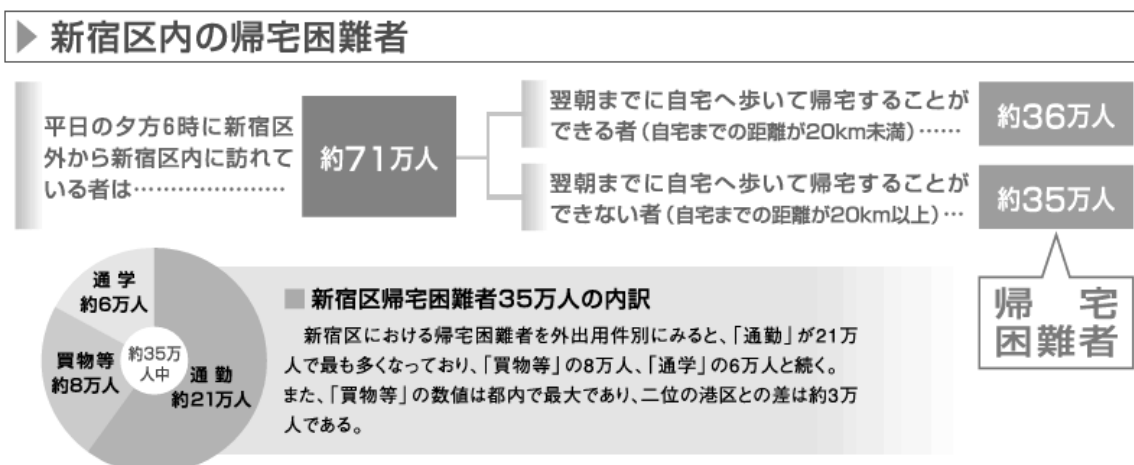 ▶ 新宿区内の帰宅困難者
平日の夕方6時に新宿区
外から新宿区内に訪れて
いる者は…………………
約71万人
翌朝までに自宅へ歩いて帰宅することが
できる者(自宅までの距離が20km未満)……
約36万人
翌朝までに自宅へ歩いて帰宅することが
できない者(自宅までの距離が20km以上)…
約35万人
帰宅
困難者
通学
約6万人
買物等
約8万人
約35万
人中
通勤
約21万人
■ 新宿区帰宅困難者35万人の内訳
新宿区における帰宅困難者を外出用件別にみると、「通勤」が21万
人で最も多くなっており、「買物等」の8万人、「通学」の6万人と続く。
また、「買物等」の数値は都内で最大であり、二位の港区との差は約3万
人である。